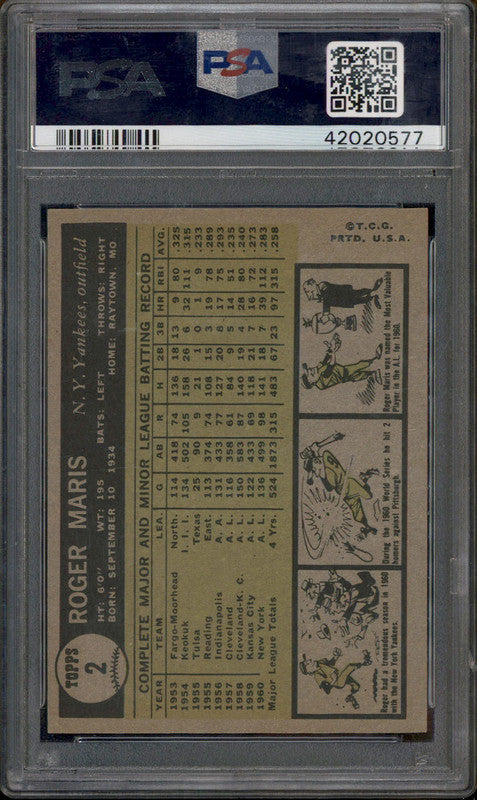 PSA
PSA
42020577
TOPPS
2
ROGER MARIS
N. Y. Yankees, outfield
HT: 6'0" WT: 195 BATS: LEFT THROWS: RIGHT
BORN: SEPTEMBER 10 1934 HOME: RAYTOWN, MO
COMPLETE MAJOR AND MINOR LEAGUE BATTING RECORD
YEAR TEAM LEA. G AB R H 2B 3B HR RBI AVG.
1953 Fargo-Moorhead North. 114 418 74 136 18 13 9 80 .325
1954 Keokuk I. I. I. 134 502 105 158 26 6 32 111 .315
1955 Tulsa Texas 25 90 9 21 1 0 1 9 .233
1955 Reading East. 113 374 74 108 15 3 19 78 .289
1956 Indianapolis A. A. 131 433 77 127 20 8 17 75 .293
1957 Cleveland A. L. 116 358 61 84 9 5 14 51 .235
1958 Cleveland-K. C. A. L. 150 583 87 140 19 4 28 80 .240
1959 Kansas City A. L. 122 433 69 118 21 7 16 72 .273
1960 New York A. L. 136 499 98 141 18 7 39 112 .283
Major League Totals 4 Yrs. 524 1873 315 483 67 23 97 315 .258
Roger had a tremendous season in 1960
with the New York Yankees.
During the 1960 World Series he hit 2
homers against Pittsburgh.
Roger Maris was named the Most Valuable
Player in the A.L. for 1960.
©T.C.G.
PRTD. U.S.A.